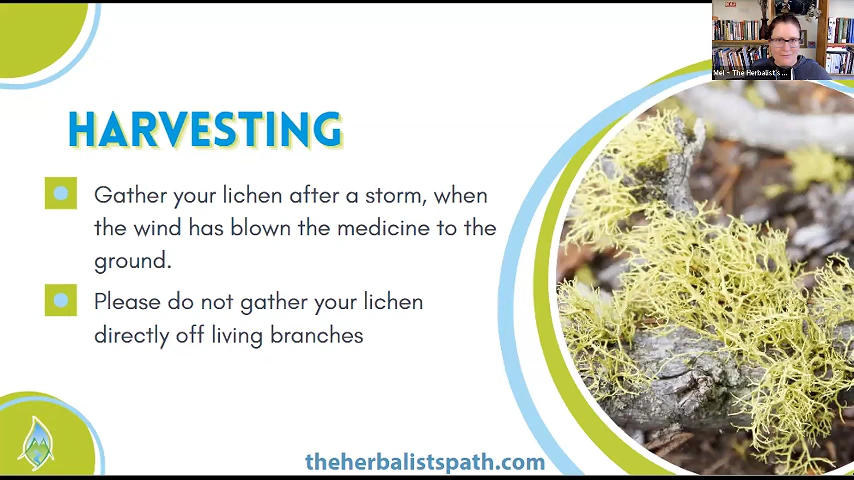 Mel - The Herbalist's ...
HARVESTING
Gather your lichen after a storm, when
the wind has blown the medicine to the
ground.
Please do not gather your lichen
directly off living branches
theherbalistspath.com